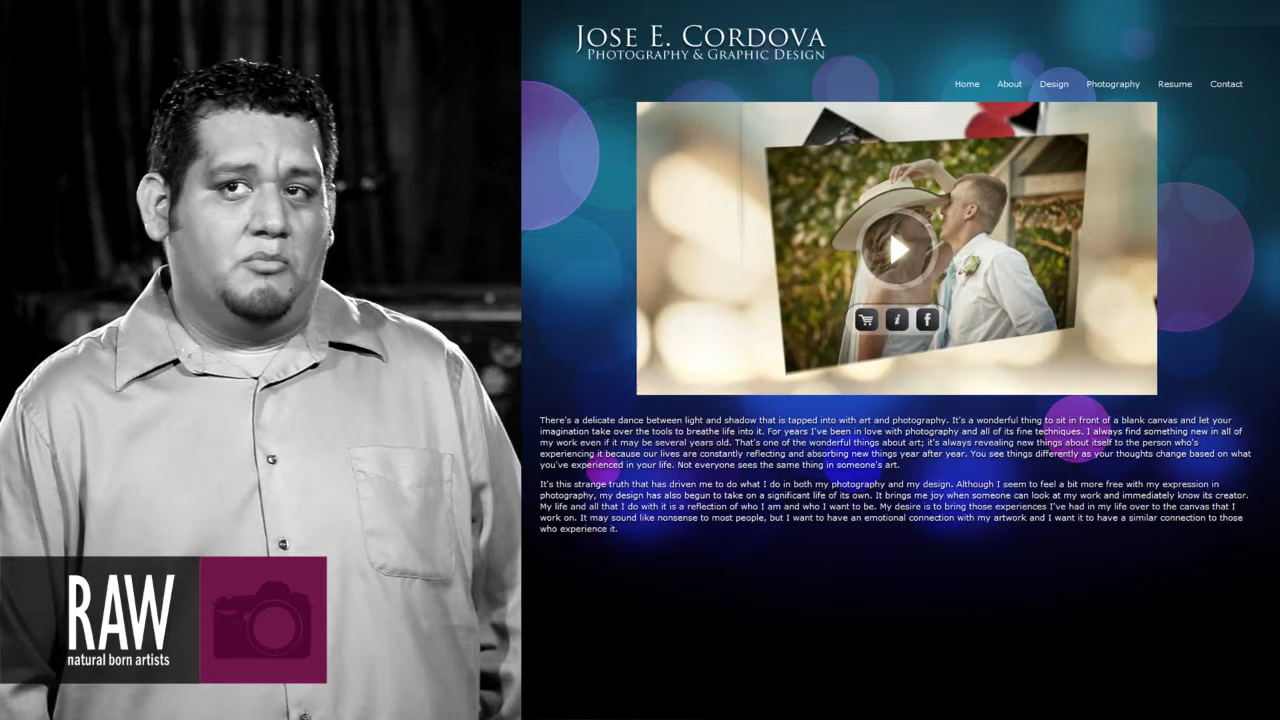 JOSE E. CORDOVA
PHOTOGRAPHY & GRAPHIC DESIGN
Home About Design Photography Resume Contact
There's a delicate dance between light and shadow that is tapped into with art and photography. It's a wonderful thing to sit in front of a blank canvas and let your
imagination take over the tools to breathe life into it. For years I've been in love with photography and all of its fine techniques. I always find something new in all of
my work even if it may be several years old. That's one of the wonderful things about art; it's always revealing new things about itself to the person who's
experiencing it because our lives are constantly reflecting and absorbing new things year after year. You see things differently as your thoughts change based on what
you've experienced in your life. Not everyone sees the same thing in someone's art.
It's this strange truth that has driven me to do what I do in both my photography and my design. Although I seem to feel a bit more free with my expression in
photography, my design has also begun to take on a significant life of its own. It brings me joy when someone can look at my work and immediately know its creator.
My life and all that I do with it is a reflection of who I am and who I want to be. My desire is to bring those experiences I've had in my life over to the canvas that I
work on. It may sound like nonsense to most people, but I want to have an emotional connection with my artwork and I want it to have a similar connection to those
who experience it.
RAW
natural born artists